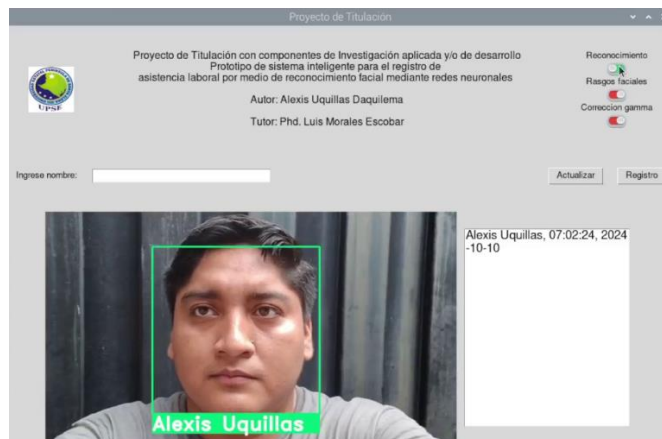 Proyecto de Titulación
Proyecto de Titulación con componentes de Investigación aplicada y/o de desarrollo
Prototipo de sistema inteligente para el registro de
asistencia laboral por medio de reconocimiento facial mediante redes neuronales
Autor: Alexis Uquillas Daquilema
Tutor: Phd. Luis Morales Escobar
UPSE
Reconocimiento
Rasgos faciales
Correccion gamma
Ingrese nombre:
Actualizar
Registro
Alexis Uquillas, 07:02:24, 2024
-10-10
Alexis Uquillas